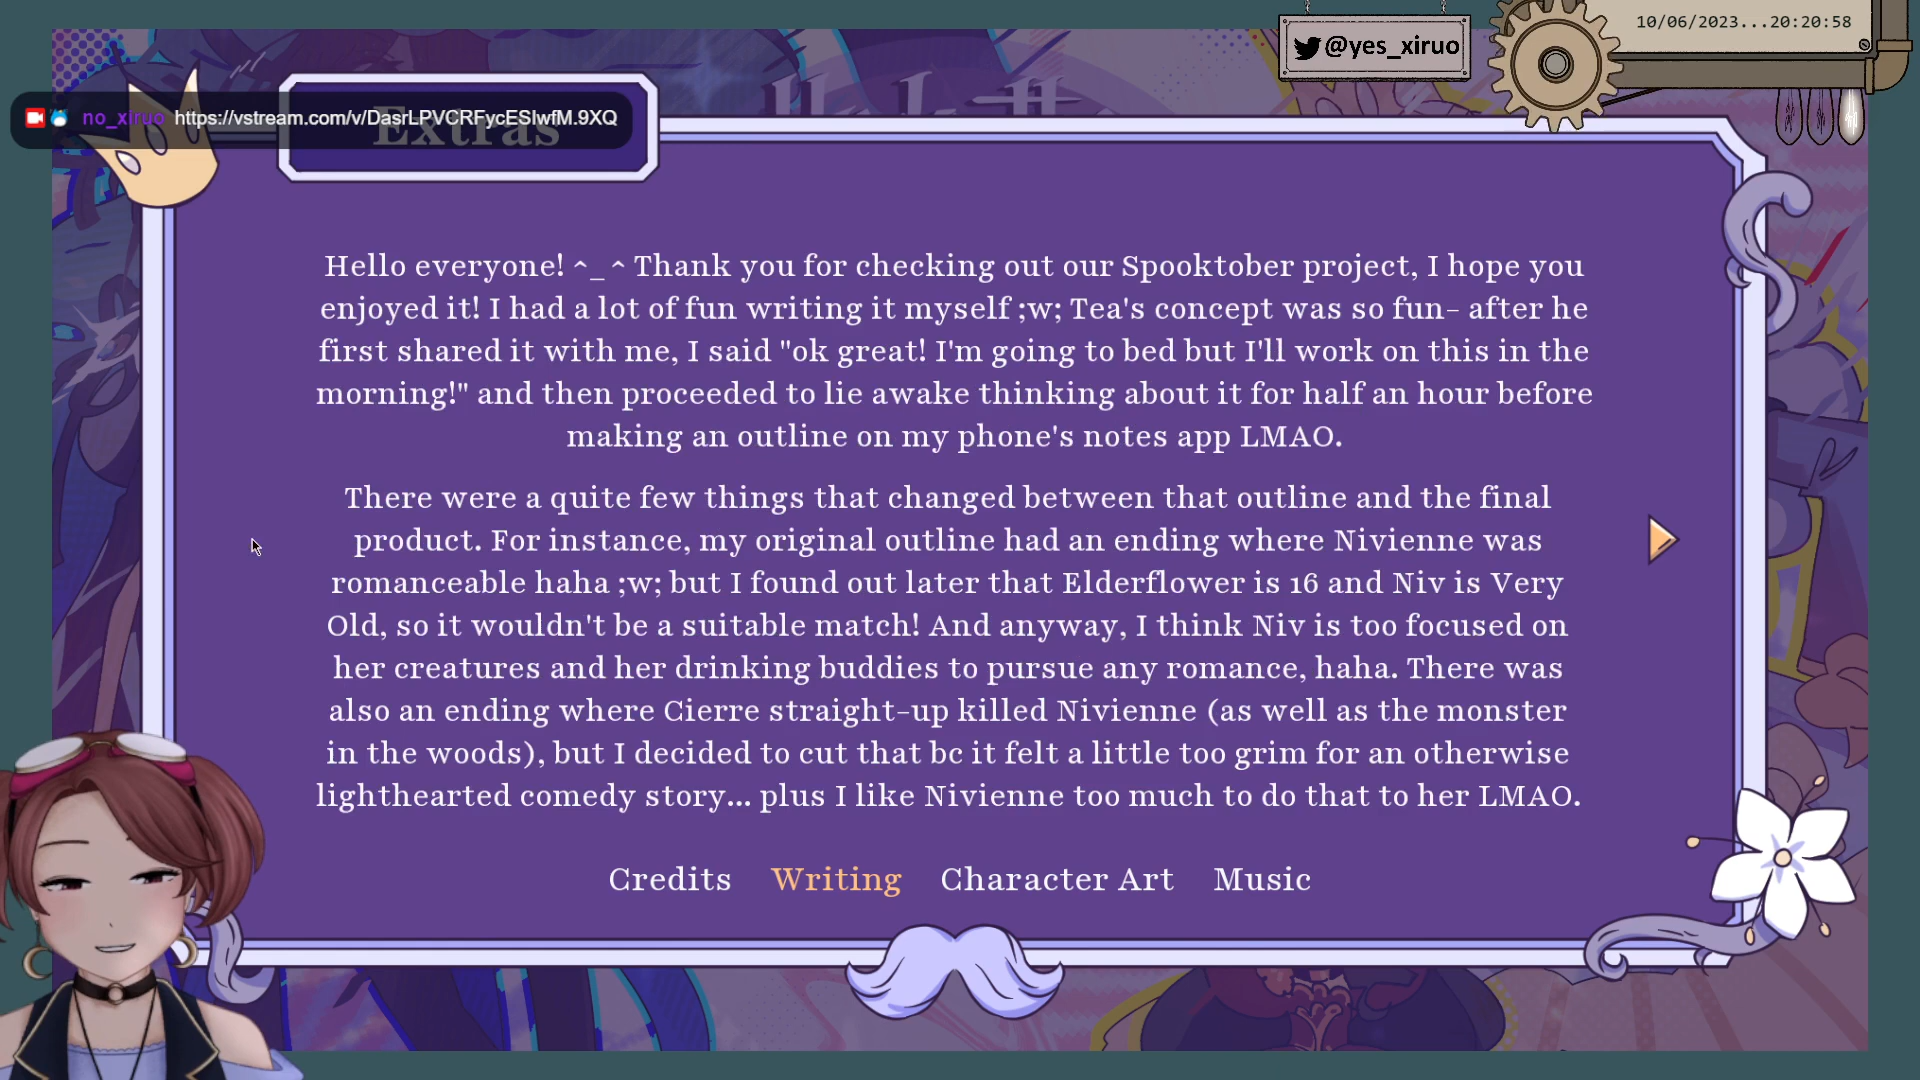 10/06/2023...20:20:58
@yes_xiruo
no_xiruo https://vstream.com/v/DasrLPVCRFycESIwfM.9XQ
Extras
Hello everyone! ^_^ Thank you for checking out our Spooktober project, I hope you
enjoyed it! I had a lot of fun writing it myself ;w; Tea's concept was so fun- after he
first shared it with me, I said "ok great! I'm going to bed but I'll work on this in the
morning!" and then proceeded to lie awake thinking about it for half an hour before
making an outline on my phone's notes app LMAO.
There were a quite few things that changed between that outline and the final
product. For instance, my original outline had an ending where Nivienne was
romanceable haha ;w; but I found out later that Elderflower is 16 and Niv is Very
Old, so it wouldn't be a suitable match! And anyway, I think Niv is too focused on
her creatures and her drinking buddies to pursue any romance, haha. There was
also an ending where Cierre straight-up killed Nivienne (as well as the monster
in the woods), but I decided to cut that bc it felt a little too grim for an otherwise
lighthearted comedy story... plus I like Nivienne too much to do that to her LMAO.
Credits Writing Character Art Music